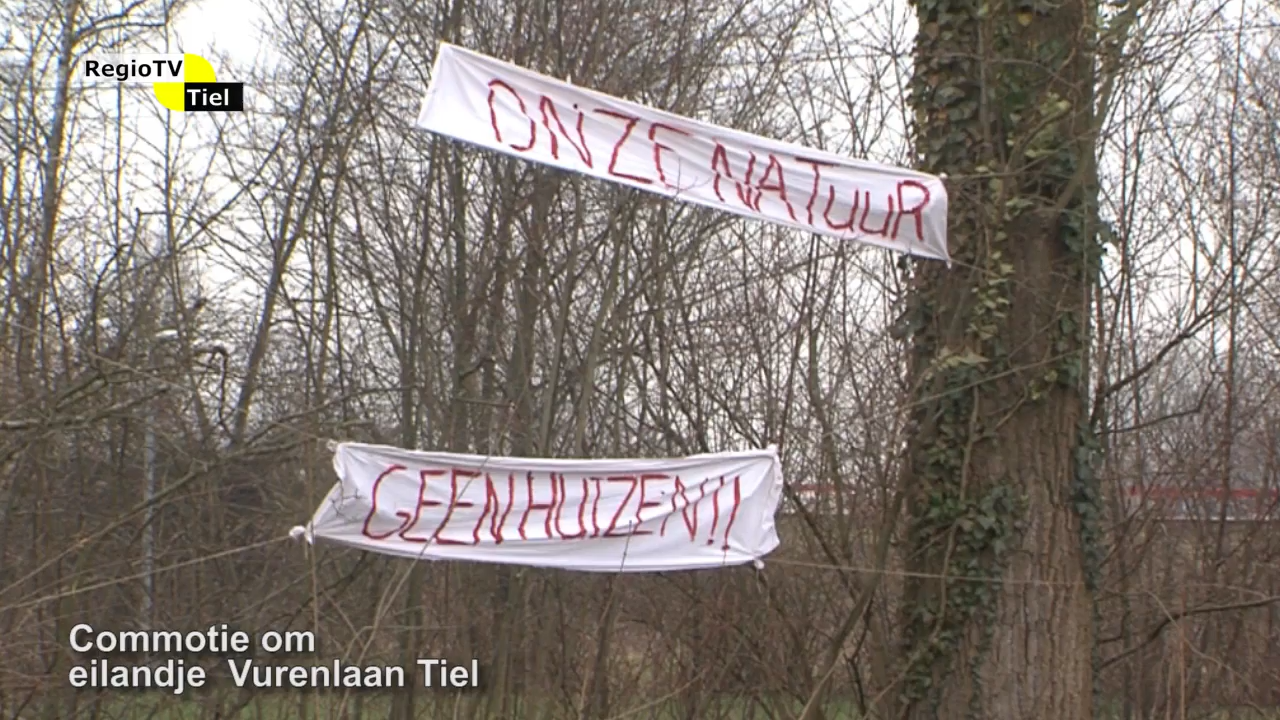 RegioTV
Tiel
ONZE NATUUR
GEEN HUIZEN!!
Commotie om
eilandje Vurenlaan Tiel